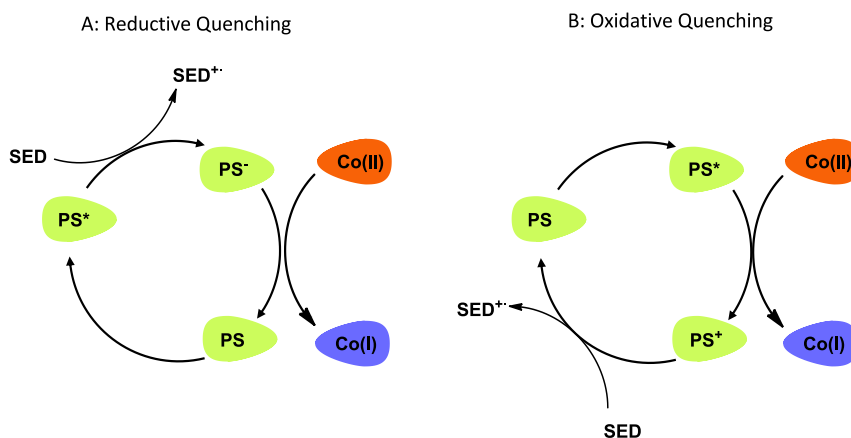 A: Reductive Quenching
SED⁺·
SED
PS⁻
Co(II)
PS*
PS
Co(I)
B: Oxidative Quenching
PS*
Co(II)
PS
SED⁺·
PS⁺
Co(I)
SED